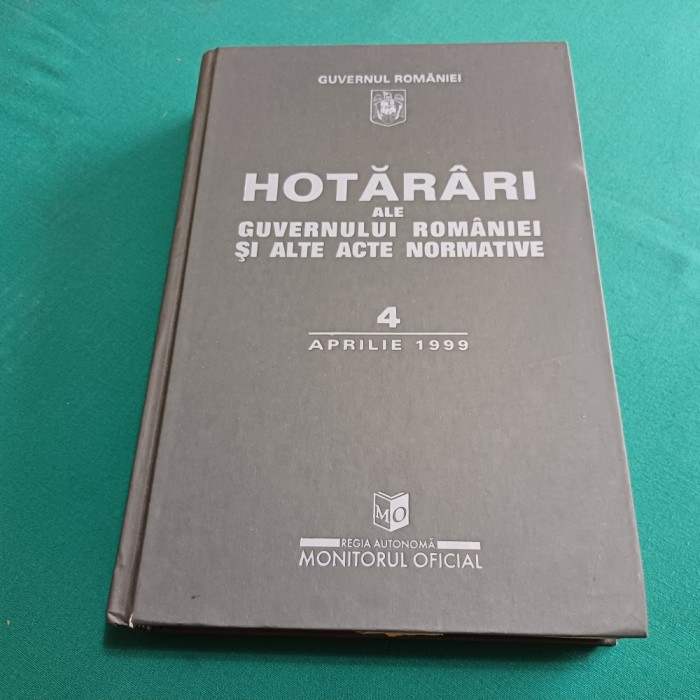 GUVERNUL ROMÂNIEI
HOTĂRÂRI
ALE
GUVERNULUI ROMÂNIEI
ŞI ALTE ACTE NORMATIVE
4
APRILIE 1999
MO
REGIA AUTONOMĂ
MONITORUL OFICIAL